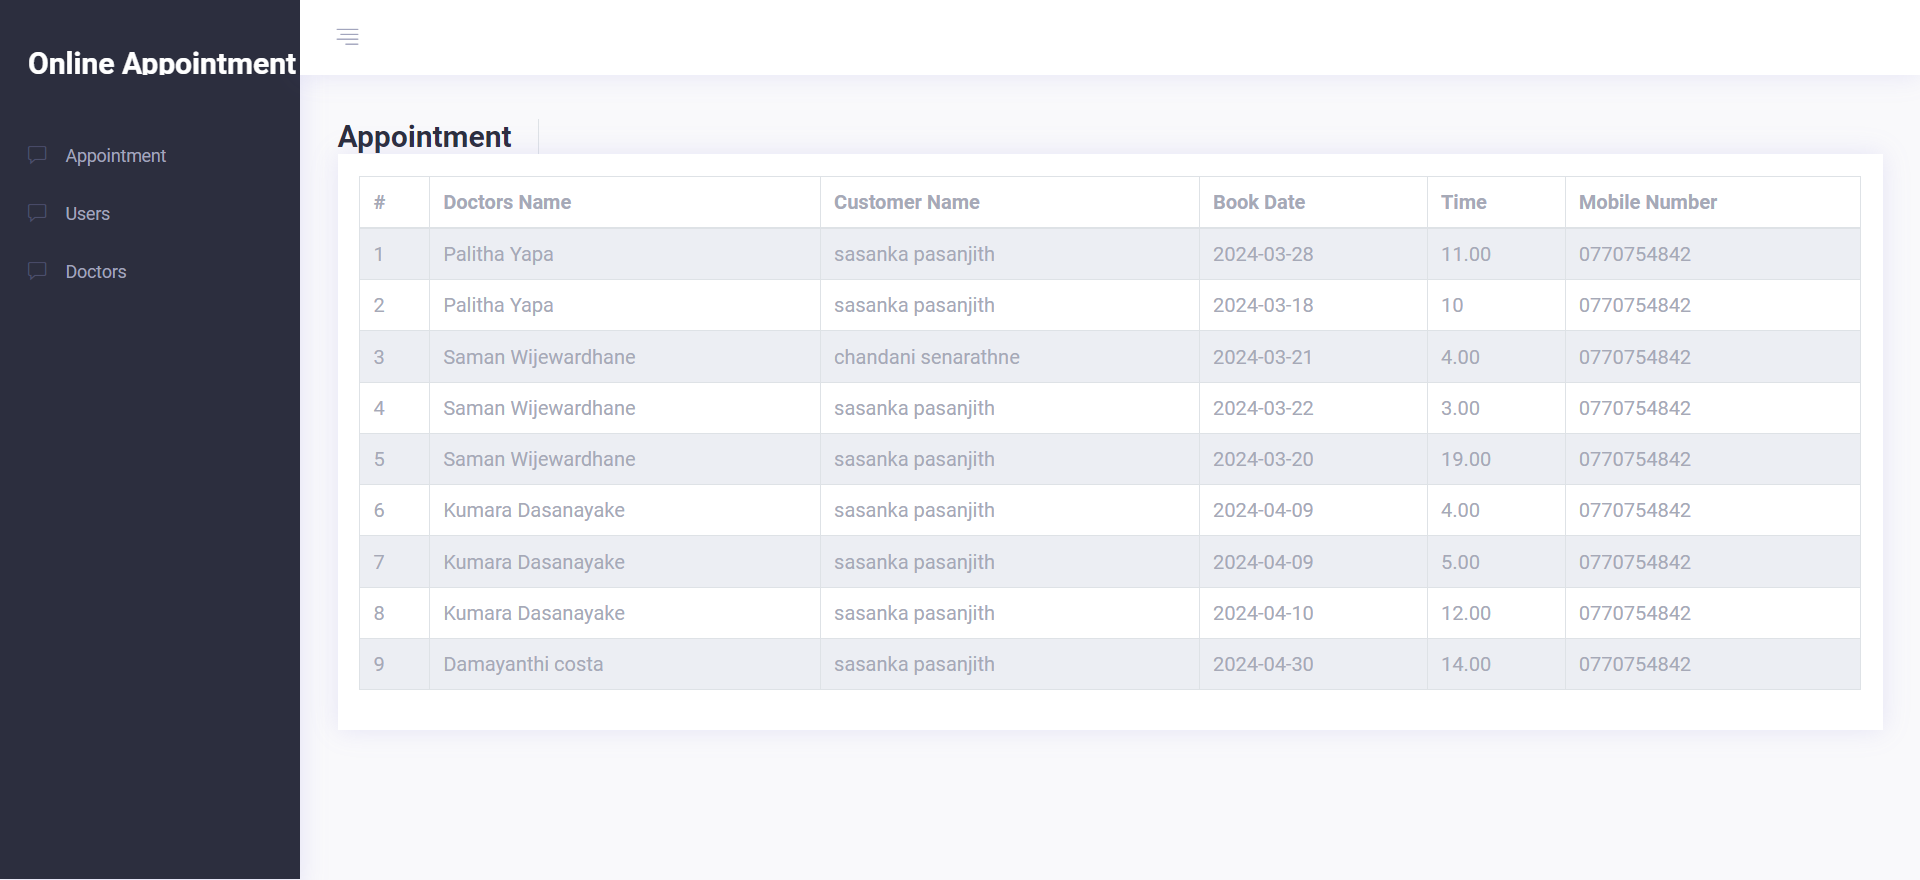 Online Appointment
Appointment
Users
Doctors
Appointment
# Doctors Name Customer Name Book Date Time Mobile Number
1 Palitha Yapa sasanka pasanjith 2024-03-28 11.00 0770754842
2 Palitha Yapa sasanka pasanjith 2024-03-18 10 0770754842
3 Saman Wijewardhane chandani senarathne 2024-03-21 4.00 0770754842
4 Saman Wijewardhane sasanka pasanjith 2024-03-22 3.00 0770754842
5 Saman Wijewardhane sasanka pasanjith 2024-03-20 19.00 0770754842
6 Kumara Dasanayake sasanka pasanjith 2024-04-09 4.00 0770754842
7 Kumara Dasanayake sasanka pasanjith 2024-04-09 5.00 0770754842
8 Kumara Dasanayake sasanka pasanjith 2024-04-10 12.00 0770754842
9 Damayanthi costa sasanka pasanjith 2024-04-30 14.00 0770754842